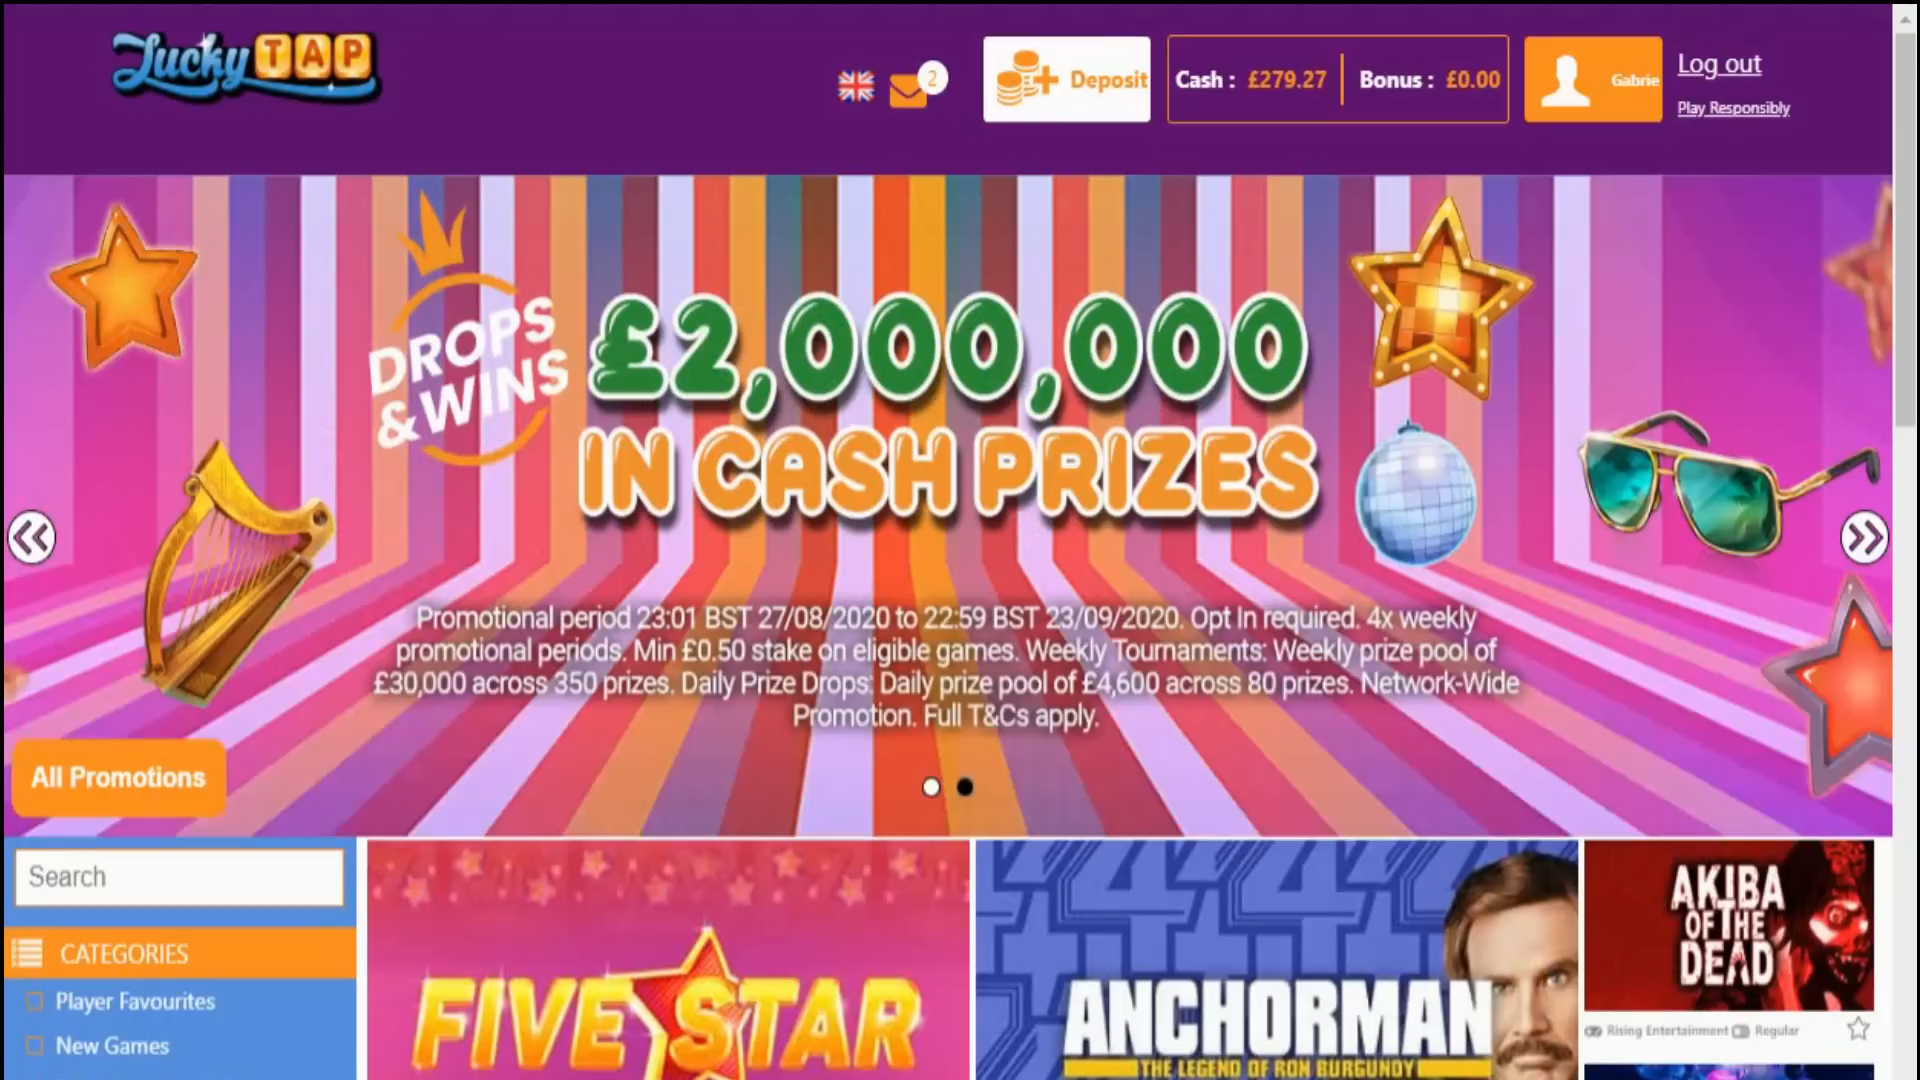 Lucky TAP
2
Deposit
Cash : £279.27
Bonus : £0.00
Gabrie
Log out
Play Responsibly
DROPS
&WINS
£2,000,000
IN CASH PRIZES
Promotional period 23:01 BST 27/08/2020 to 22:59 BST 23/09/2020. Opt In required. 4x weekly
promotional periods. Min £0.50 stake on eligible games. Weekly Tournaments: Weekly prize pool of
£30,000 across 350 prizes. Daily Prize Drops: Daily prize pool of £4,600 across 80 prizes. Network-Wide
Promotion. Full T&Cs apply.
All Promotions
Search
CATEGORIES
Player Favourites
New Games
FIVE STAR
ANCHORMAN
THE LEGEND OF RON BURGUNDY
AKIBA
OF THE
DEAD
Rising Entertainment Regular